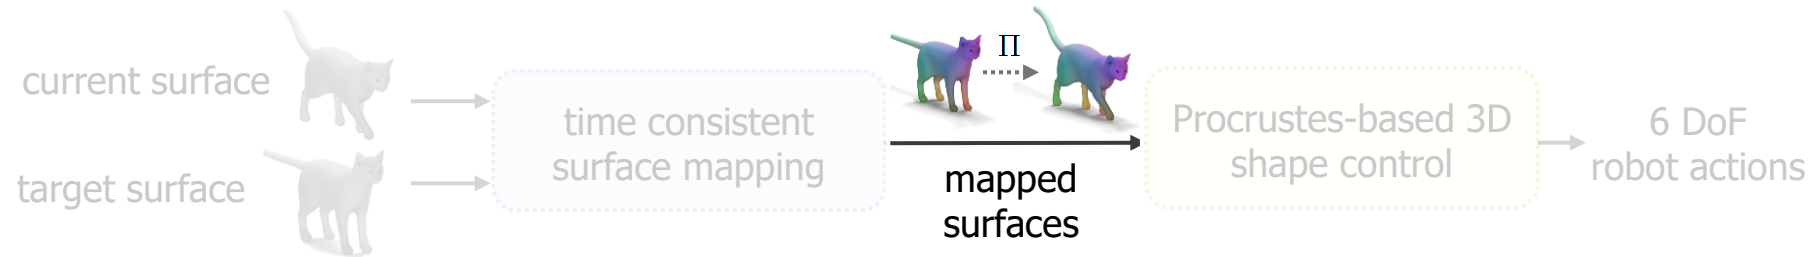 current surface
target surface
time consistent
surface mapping
Π
mapped
surfaces
Procrustes-based 3D
shape control
6 DoF
robot actions